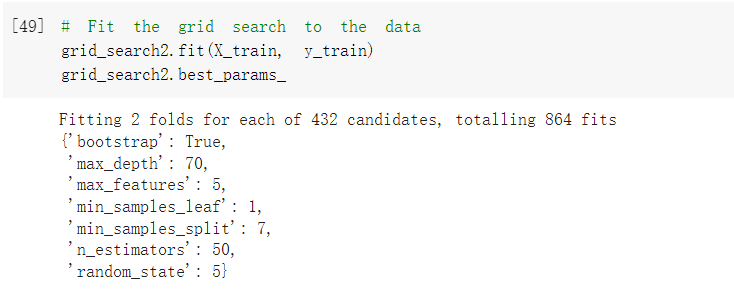 [49] # Fit the grid search to the data
grid_search2.fit(X_train, y_train)
grid_search2.best_params_
Fitting 2 folds for each of 432 candidates, totalling 864 fits
{'bootstrap': True,
'max_depth': 70,
'max_features': 5,
'min_samples_leaf': 1,
'min_samples_split': 7,
'n_estimators': 50,
'random_state': 5}